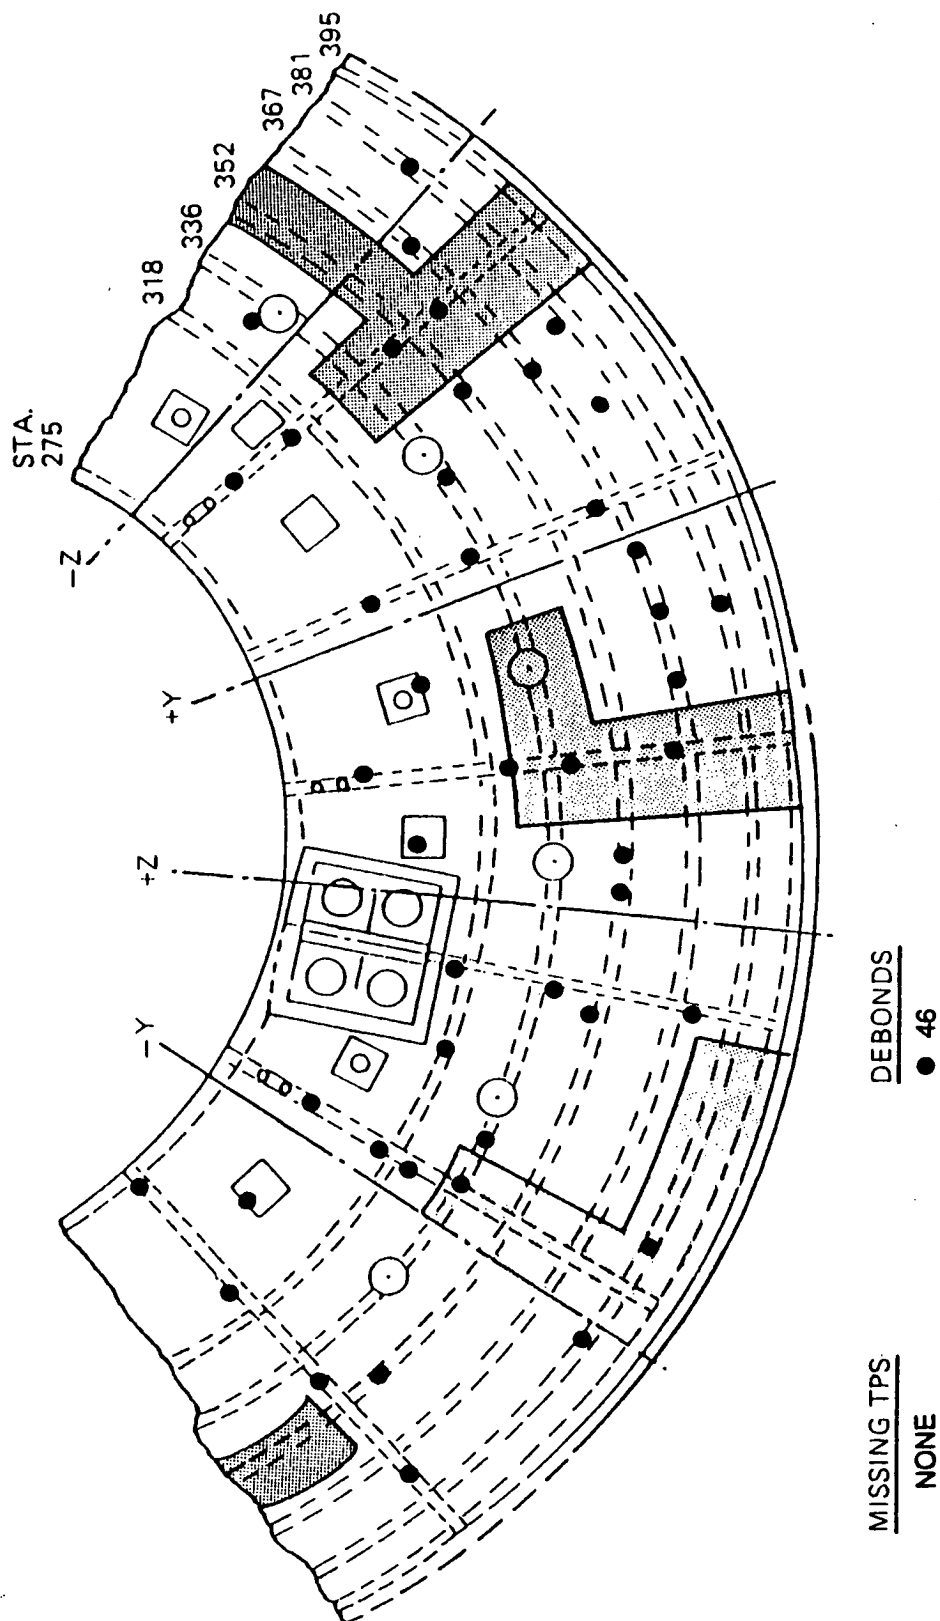 STA.
275
318
336
352
367
381
395
−Z
+Y
+Z
−Y
DEBONDS
● 46
MISSING TPS
NONE